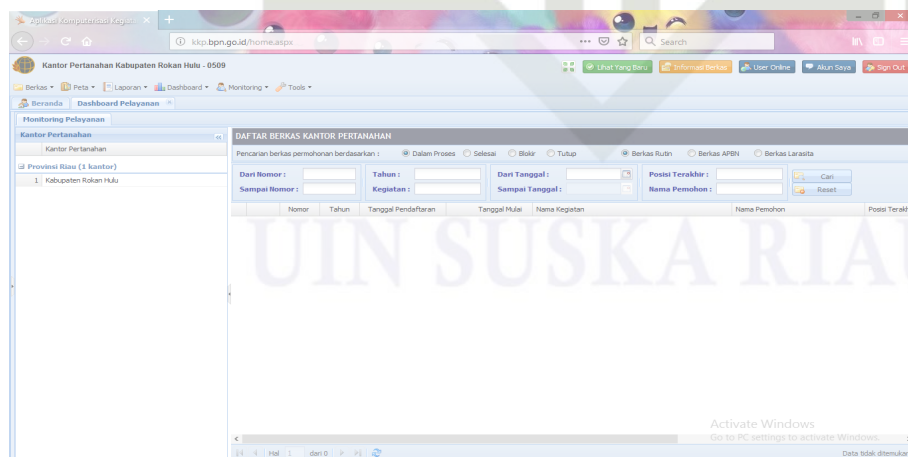 Aplikasi Komputerisasi Kegiata
kkp.bpn.go.id/home.aspx
Search
Kantor Pertanahan Kabupaten Rokan Hulu - 0509
Lihat Yang Baru Informasi Berkas User Online Akun Saya Sign Out
Berkas Peta Laporan Dashboard Monitoring Tools
Beranda Dashboard Pelayanan
Monitoring Pelayanan
Kantor Pertanahan
Kantor Pertanahan
Provinsi Riau (1 kantor)
1 Kabupaten Rokan Hulu
DAFTAR BERKAS KANTOR PERTANAHAN
Pencarian berkas permohonan berdasarkan : Dalam Proses Selesai Blokir Tutup Berkas Rutin Berkas APBN Berkas Larasita
Dari Nomor : Tahun : Dari Tanggal : Posisi Terakhir : Cari
Sampai Nomor : Kegiatan : Sampai Tanggal : Nama Pemohon : Reset
Nomor Tahun Tanggal Pendaftaran Tanggal Mulai Nama Kegiatan Nama Pemohon Posisi Terakh
UIN SUSKA RIAU
Activate Windows
Go to PC settings to activate Windows.
Hal 1 dari 0 Data tidak ditemukan